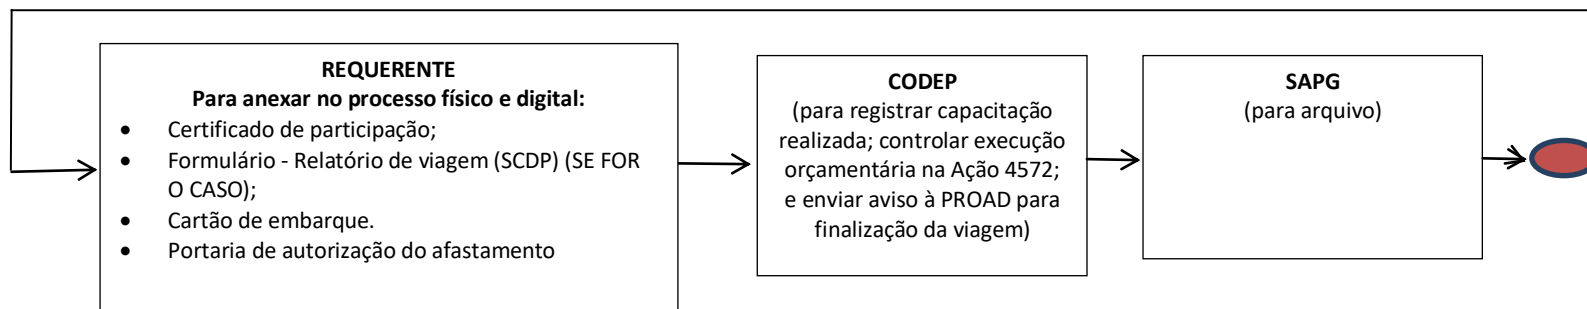 REQUERENTE
Para anexar no processo físico e digital:
• Certificado de participação;
• Formulário - Relatório de viagem (SCDP) (SE FOR
O CASO);
• Cartão de embarque.
• Portaria de autorização do afastamento
CODEP
(para registrar capacitação
realizada; controlar execução
orçamentária na Ação 4572;
e enviar aviso à PROAD para
finalização da viagem)
SAPG
(para arquivo)